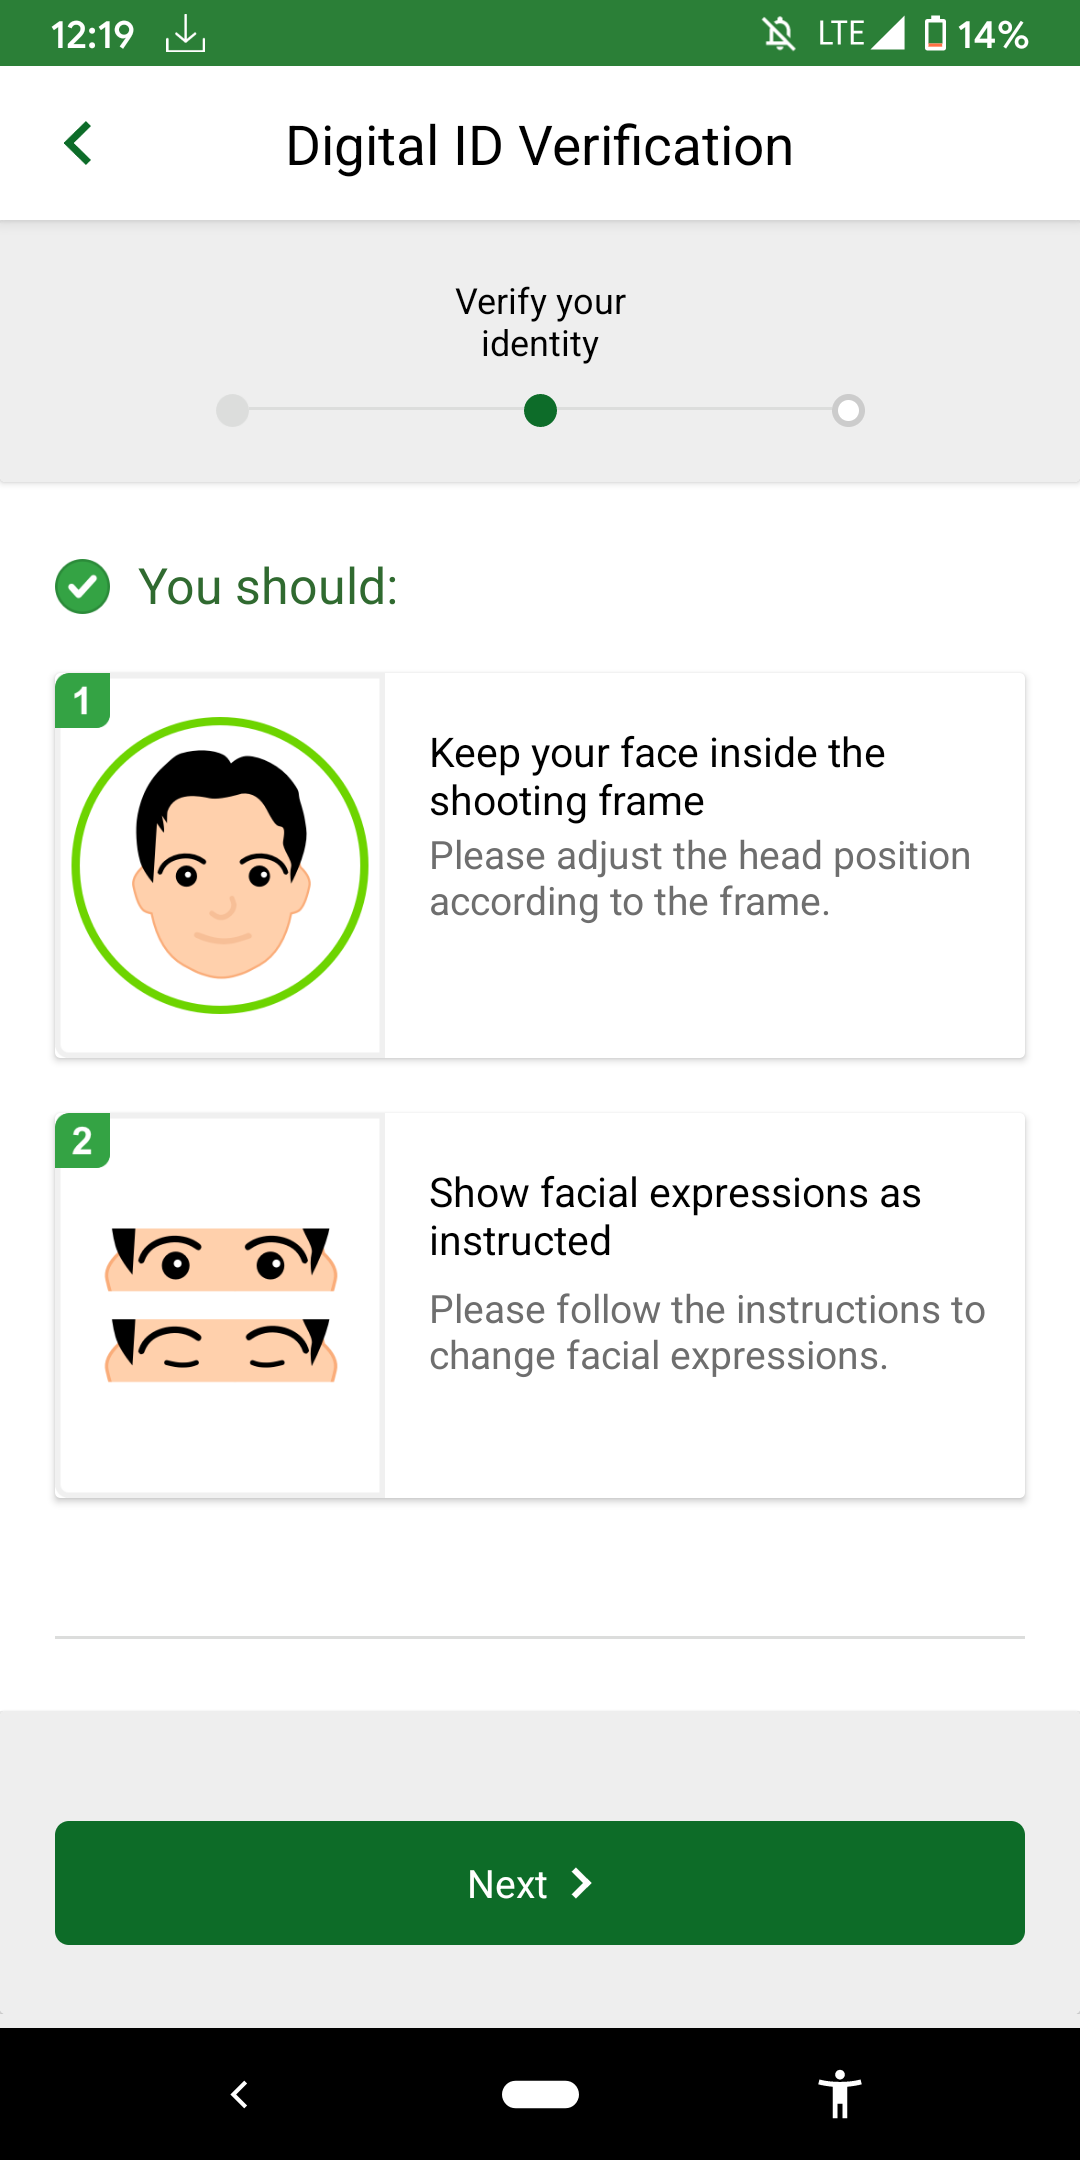 12:19 LTE 14%
Digital ID Verification
Verify your
identity
You should:
1
Keep your face inside the
shooting frame
Please adjust the head position
according to the frame.
2
Show facial expressions as
instructed
Please follow the instructions to
change facial expressions.
Next